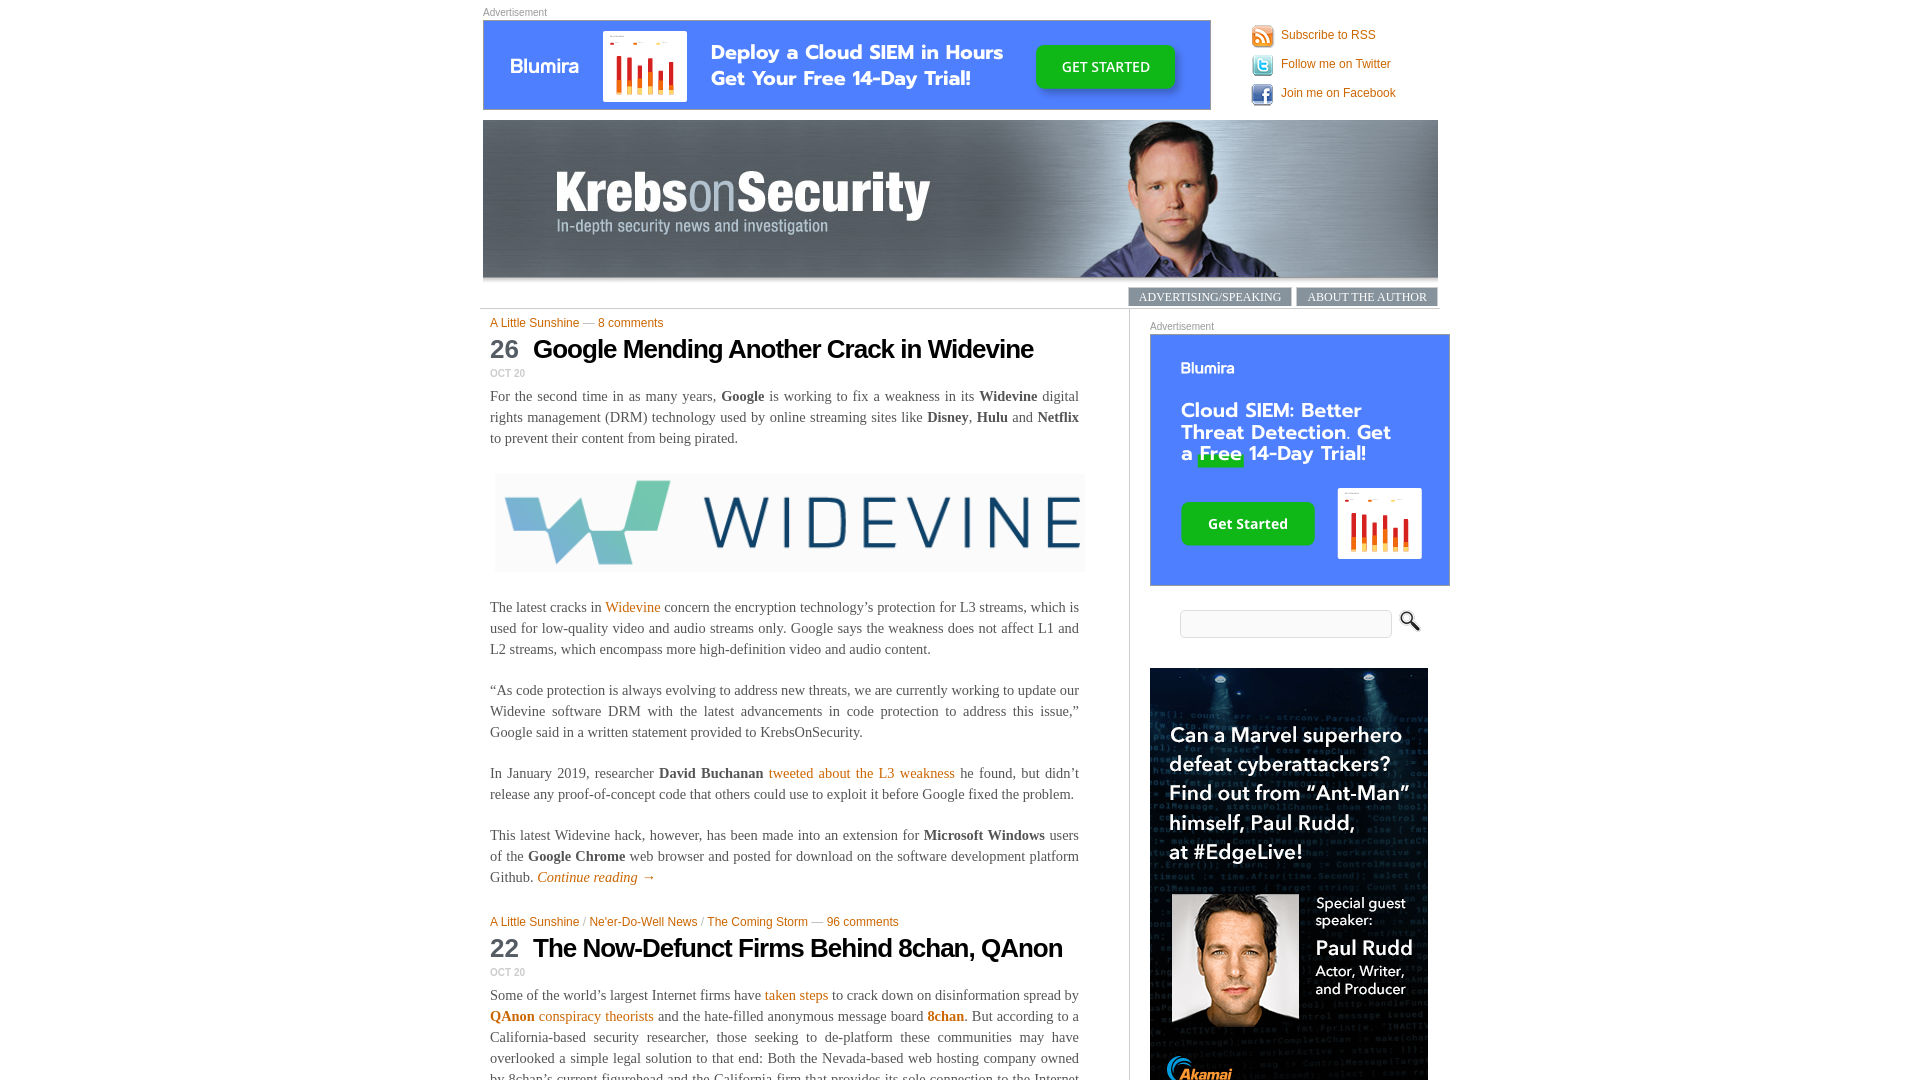 Advertisement
Blumira
Deploy a Cloud SIEM in Hours
Get Your Free 14-Day Trial!
GET STARTED
Subscribe to RSS
Follow me on Twitter
Join me on Facebook
KrebsonSecurity
In-depth security news and investigation
ADVERTISING/SPEAKING
ABOUT THE AUTHOR
A Little Sunshine — 8 comments
26 Google Mending Another Crack in Widevine
OCT 20
For the second time in as many years, Google is working to fix a weakness in its Widevine digital
rights management (DRM) technology used by online streaming sites like Disney, Hulu and Netflix
to prevent their content from being pirated.
WIDEVINE
The latest cracks in Widevine concern the encryption technology’s protection for L3 streams, which is
used for low-quality video and audio streams only. Google says the weakness does not affect L1 and
L2 streams, which encompass more high-definition video and audio content.
“As code protection is always evolving to address new threats, we are currently working to update our
Widevine software DRM with the latest advancements in code protection to address this issue,”
Google said in a written statement provided to KrebsOnSecurity.
In January 2019, researcher David Buchanan tweeted about the L3 weakness he found, but didn’t
release any proof-of-concept code that others could use to exploit it before Google fixed the problem.
This latest Widevine hack, however, has been made into an extension for Microsoft Windows users
of the Google Chrome web browser and posted for download on the software development platform
Github. Continue reading →
A Little Sunshine / Ne'er-Do-Well News / The Coming Storm — 96 comments
22 The Now-Defunct Firms Behind 8chan, QAnon
OCT 20
Some of the world’s largest Internet firms have taken steps to crack down on disinformation spread by
QAnon conspiracy theorists and the hate-filled anonymous message board 8chan. But according to a
California-based security researcher, those seeking to de-platform these communities may have
overlooked a simple legal solution to that end: Both the Nevada-based web hosting company owned
by 8chan’s current figurehead and the California firm that provides its sole connection to the Internet
Advertisement
Blumira
Cloud SIEM: Better
Threat Detection. Get
a Free 14-Day Trial!
Get Started
Can a Marvel superhero
defeat cyberattackers?
Find out from “Ant-Man”
himself, Paul Rudd,
at #EdgeLive!
Special guest
speaker:
Paul Rudd
Actor, Writer,
and Producer
Akamai